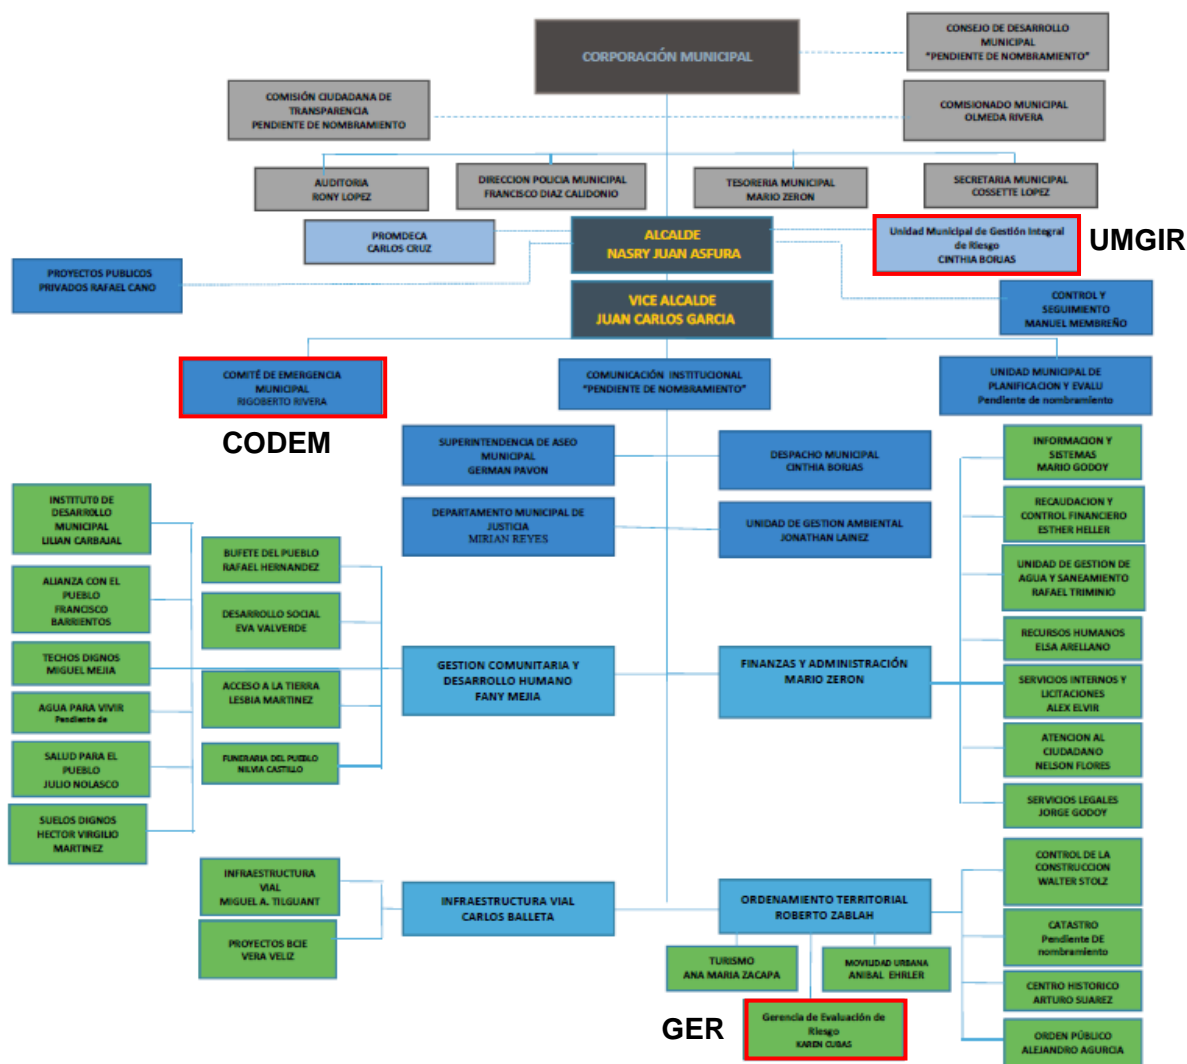 CORPORACIÓN MUNICIPAL
CONSEJO DE DESARROLLO
MUNICIPAL
"PENDIENTE DE NOMBRAMIENTO"
COMISIÓN CIUDADANA DE
TRANSPARENCIA
PENDIENTE DE NOMBRAMIENTO
COMISIONADO MUNICIPAL
OLMEDA RIVERA
AUDITORIA
RONY LOPEZ
DIRECCION POLICIA MUNICIPAL
FRANCISCO DIAZ CALIDONIO
TESORERIA MUNICIPAL
MARIO ZERON
SECRETARIA MUNICIPAL
COSSETTE LOPEZ
PROMDECA
CARLOS CRUZ
ALCALDE
NASRY JUAN ASFURA
Unidad Municipal de Gestión Integral
de Riesgo
CINTHIA BORJAS
UMGIR
PROYECTOS PUBLICOS
PRIVADOS RAFAEL CANO
VICE ALCALDE
JUAN CARLOS GARCIA
CONTROL Y
SEGUIMIENTO
MANUEL MEMBREÑO
COMITÉ DE EMERGENCIA
MUNICIPAL
RIGOBERTO RIVERA
CODEM
COMUNICACIÓN INSTITUCIONAL
"PENDIENTE DE NOMBRAMIENTO"
UNIDAD MUNICIPAL DE
PLANIFICACION Y EVALU
Pendiente de nombramiento
SUPERINTENDENCIA DE ASEO
MUNICIPAL
GERMAN PAVON
DESPACHO MUNICIPAL
CINTHIA BORJAS
DEPARTAMENTO MUNICIPAL DE
JUSTICIA
MIRIAN REYES
UNIDAD DE GESTION AMBIENTAL
JONATHAN LAINEZ
INFORMACION Y
SISTEMAS
MARIO GODOY
RECAUDACION Y
CONTROL FINANCIERO
ESTHER HELLER
UNIDAD DE GESTION DE
AGUA Y SANEAMIENTO
RAFAEL TRIMINIO
RECURSOS HUMANOS
ELSA ARELLANO
SERVICIOS INTERNOS Y
LICITACIONES
ALEX ELVIR
ATENCION AL
CIUDADANO
NELSON FLORES
SERVICIOS LEGALES
JORGE GODOY
INSTITUTO DE
DESARROLLO
MUNICIPAL
LILIAN CARBAJAL
ALIANZA CON EL
PUEBLO
FRANCISCO
BARRIENTOS
TECHOS DIGNOS
MIGUEL MEJIA
AGUA PARA VIVIR
Pendiente de
SALUD PARA EL
PUEBLO
JULIO NOLASCO
SUELOS DIGNOS
HECTOR VIRGILIO
MARTINEZ
BUFETE DEL PUEBLO
RAFAEL HERNANDEZ
DESARROLLO SOCIAL
EVA VALVERDE
ACCESO A LA TIERRA
LESBIA MARTINEZ
FUNERARIA DEL PUEBLO
NILVIA CASTILLO
GESTION COMUNITARIA Y
DESARROLLO HUMANO
FANY MEJIA
FINANZAS Y ADMINISTRACIÓN
MARIO ZERON
INFRAESTRUCTURA
VIAL
MIGUEL A. TILGUANT
PROYECTOS BCIE
VERA VELIZ
INFRAESTRUCTURA VIAL
CARLOS BALLETA
ORDENAMIENTO TERRITORIAL
ROBERTO ZABLAH
TURISMO
ANA MARIA ZACAPA
MOVILIDAD URBANA
ANIBAL EHRLER
GER
Gerencia de Evaluación de
Riesgo
KAREN CUBAS
CONTROL DE LA
CONSTRUCCION
WALTER STOLZ
CATASTRO
Pendiente DE
nombramiento
CENTRO HISTORICO
ARTURO SUAREZ
ORDEN PÚBLICO
ALEJANDRO AGURCIA